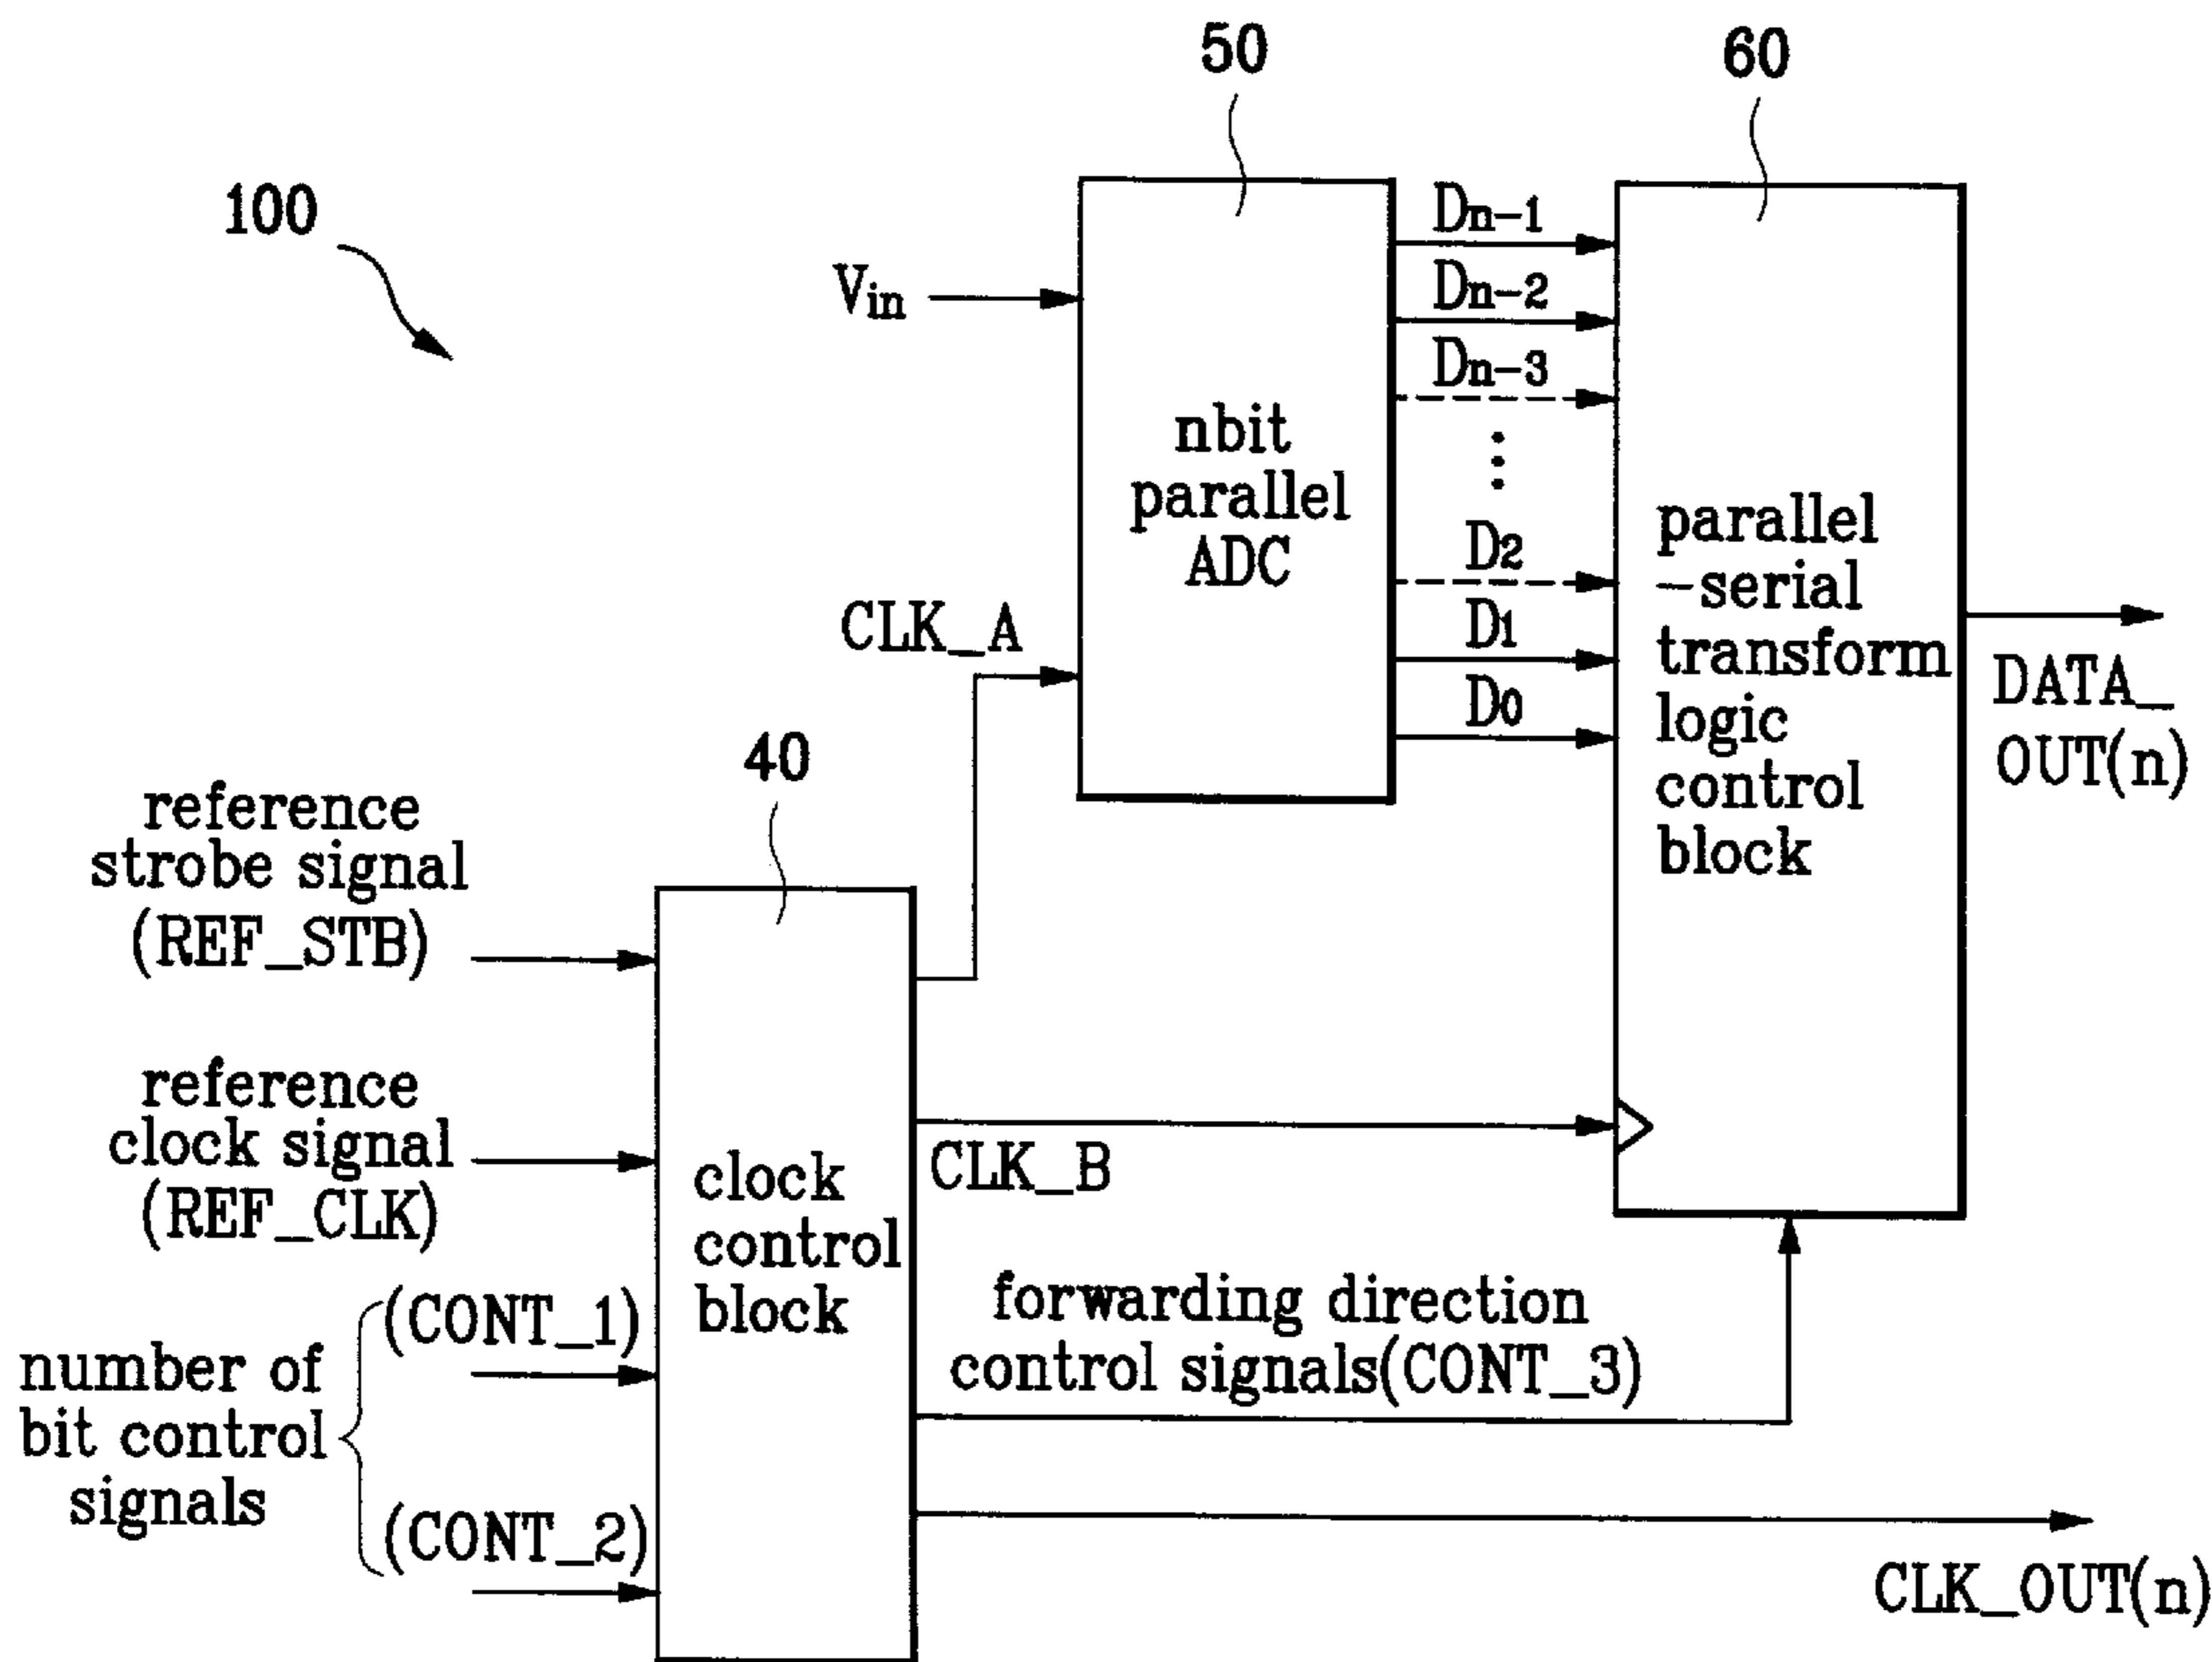 50
60
100
Vin
nbit
parallel
ADC
Dn-1
Dn-2
Dn-3
D2
D1
D0
parallel
-serial
transform
logic
control
block
DATA_
OUT(n)
CLK_A
40
reference
strobe signal
(REF_STB)
reference
clock signal
(REF_CLK)
number of
bit control
signals
(CONT_1)
(CONT_2)
clock
control
block
CLK_B
forwarding direction
control signals(CONT_3)
CLK_OUT(n)